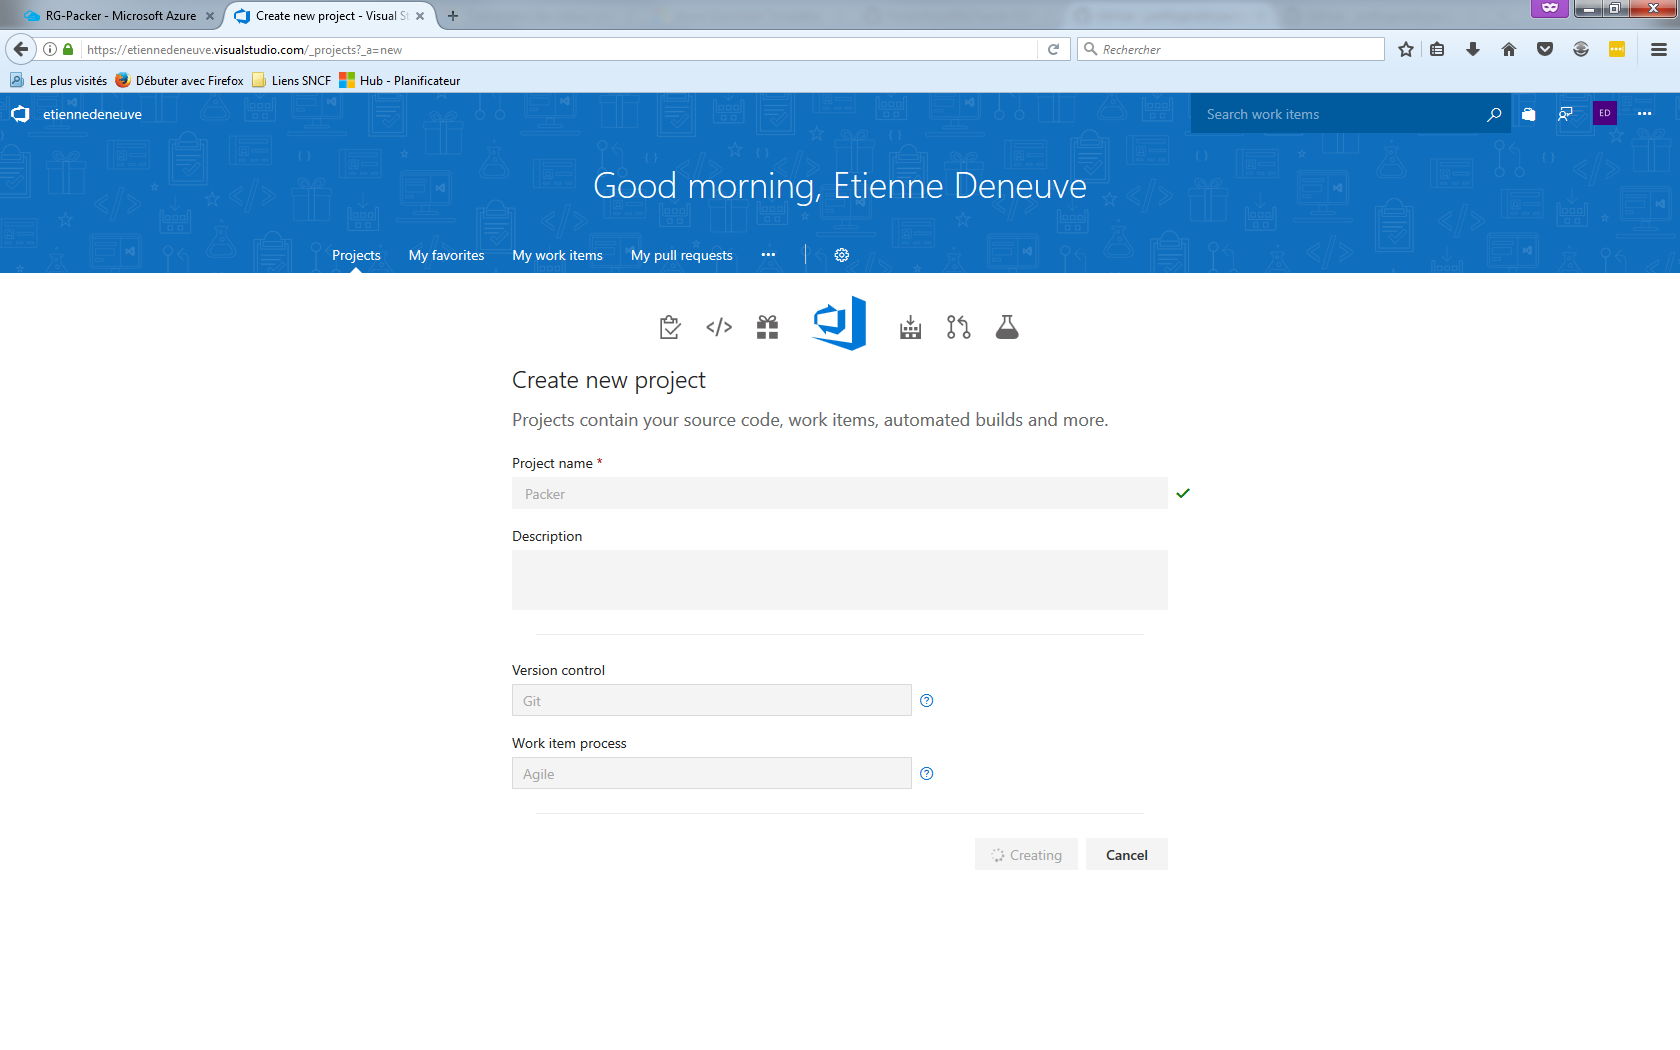 RG-Packer - Microsoft Azure
Create new project - Visual St
https://etiennedeneuve.visualstudio.com/_projects?_a=new
Rechercher
Les plus visités
Débuter avec Firefox
Liens SNCF
Hub - Planificateur
etiennedeneuve
Search work items
ED
Good morning, Etienne Deneuve
Projects
My favorites
My work items
My pull requests
Create new project
Projects contain your source code, work items, automated builds and more.
Project name *
Packer
Description
Version control
Git
Work item process
Agile
Creating
Cancel